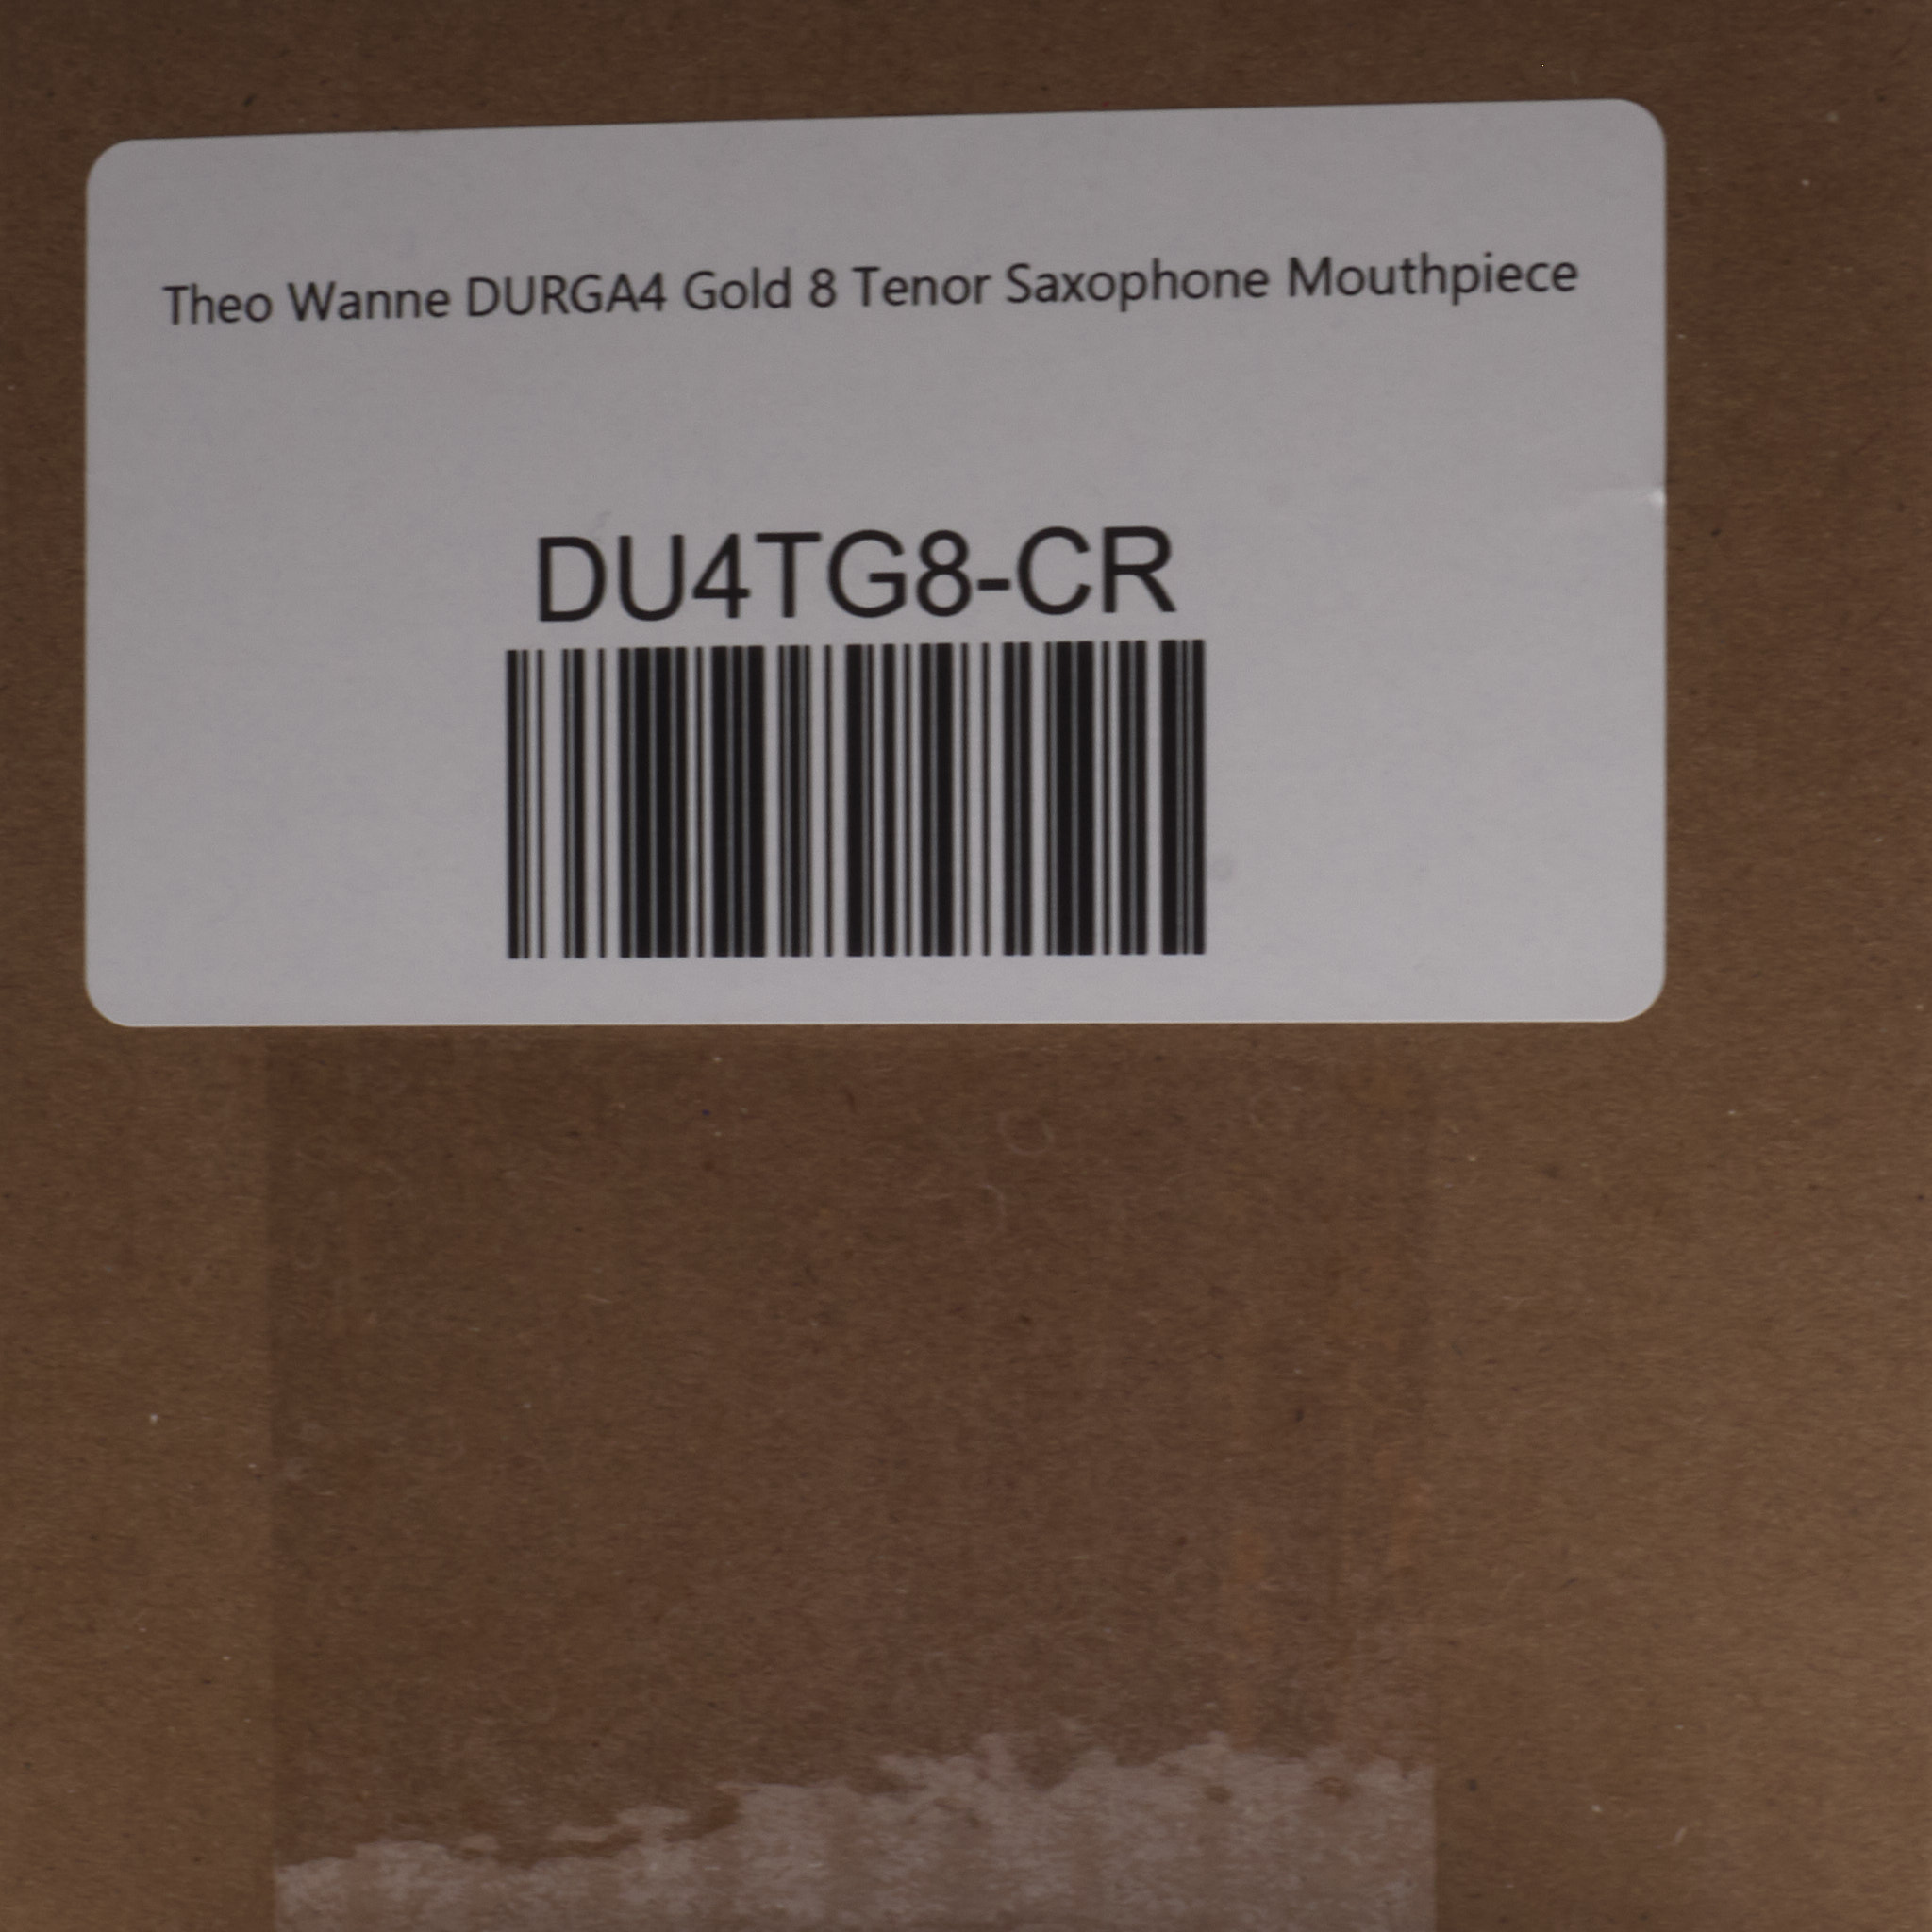 Theo Wanne DURGA4 Gold 8 Tenor Saxophone Mouthpiece
DU4TG8-CR